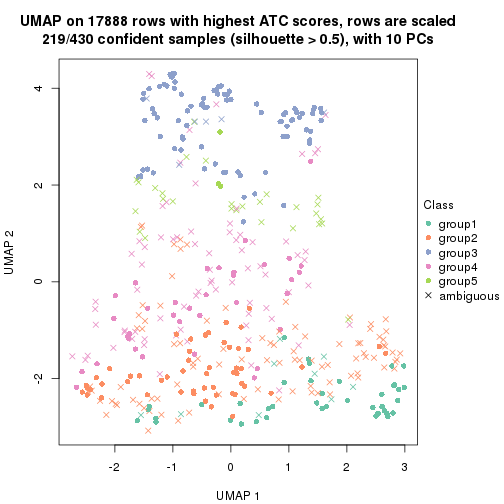 UMAP on 17888 rows with highest ATC scores, rows are scaled
219/430 confident samples (silhouette > 0.5), with 10 PCs
4
2
0
-2
UMAP 2
-2
-1
0
1
2
3
UMAP 1
Class
group1
group2
group3
group4
group5
ambiguous